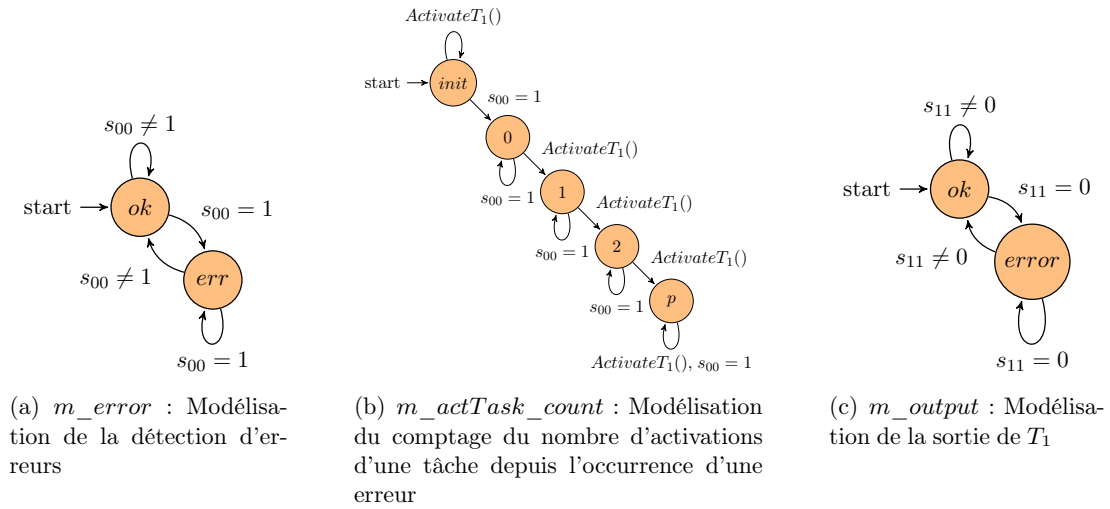 ActivateT₁()
start
init
s₀₀ = 1
0
ActivateT₁()
s₀₀ = 1
1
ActivateT₁()
s₀₀ = 1
2
ActivateT₁()
s₀₀ = 1
p
ActivateT₁(), s₀₀ = 1
s₀₀ ≠ 1
start
ok
s₀₀ = 1
s₀₀ ≠ 1
err
s₀₀ = 1
s₁₁ ≠ 0
start
ok
s₁₁ = 0
s₁₁ ≠ 0
error
s₁₁ = 0
(a) m_error : Modélisa-
tion de la détection d'er-
reurs
(b) m_actTask_count : Modélisation
du comptage du nombre d'activations
d'une tâche depuis l'occurrence d'une
erreur
(c) m_output : Modélisa-
tion de la sortie de T₁